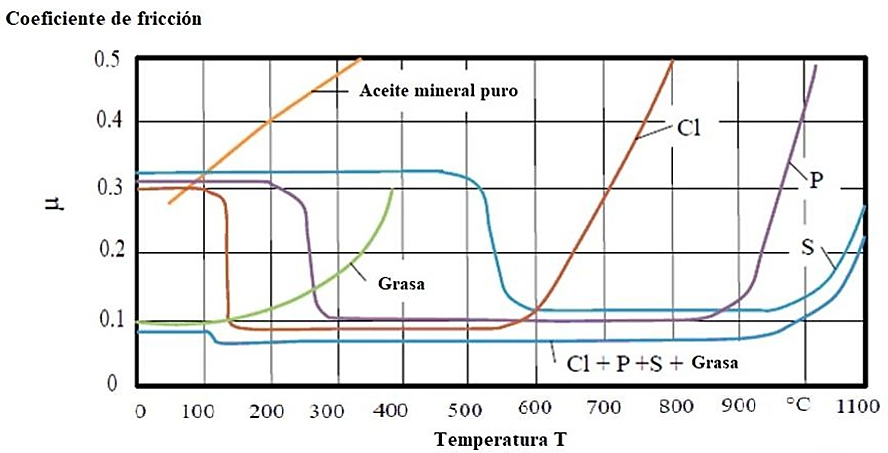 Coeficiente de fricción
0.5
Aceite mineral puro
0.4
Cl
P
0.3
μ
0.2
S
Grasa
0.1
Cl + P +S + Grasa
0
0 100 200 300 400 500 600 700 800 900 °C 1100
Temperatura T